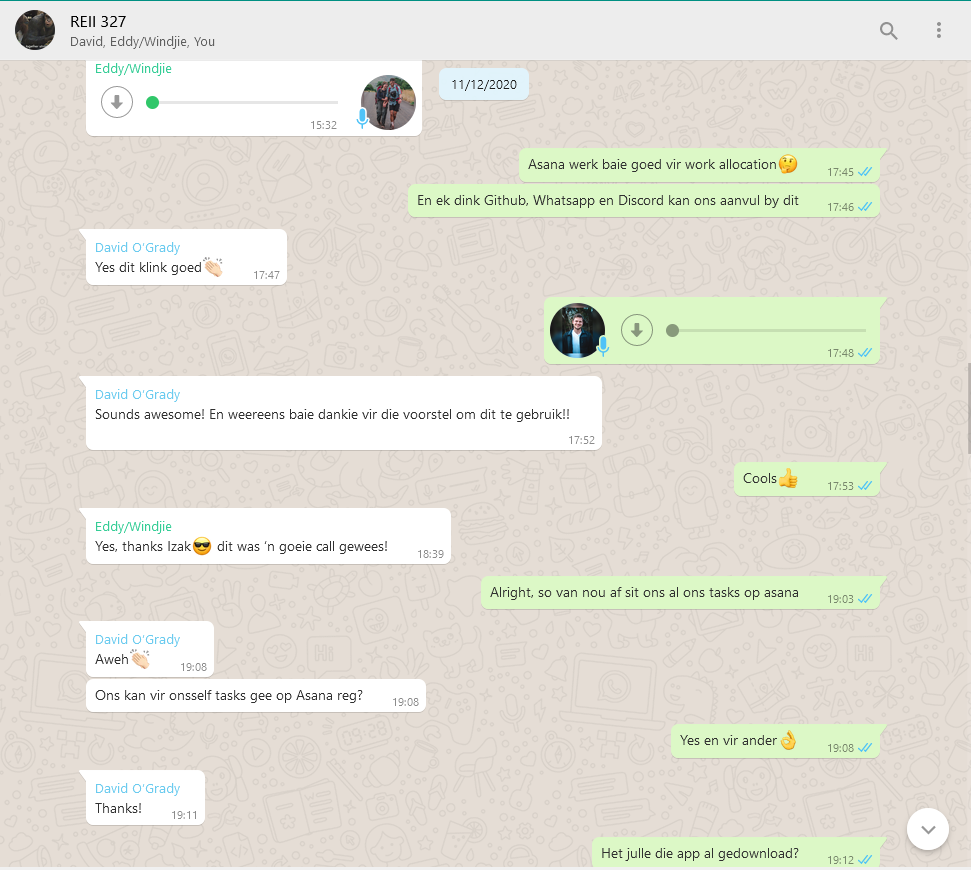 REII 327
David, Eddy/Windjie, You
Eddy/Windjie
15:32
11/12/2020
Asana werk baie goed vir work allocation🤔
17:45
En ek dink Github, Whatsapp en Discord kan ons aanvul by dit
17:46
David O'Grady
Yes dit klink goed👏🏻
17:47
17:48
David O'Grady
Sounds awesome! En weereens baie dankie vir die voorstel om dit te gebruik!!
17:52
Cools👍
17:53
Eddy/Windjie
Yes, thanks Izak😎 dit was 'n goeie call gewees!
18:39
Alright, so van nou af sit ons al ons tasks op asana
19:03
David O'Grady
Aweh👏🏻
19:08
Ons kan vir onsself tasks gee op Asana reg?
19:08
Yes en vir ander👌
19:08
David O'Grady
Thanks!
19:11
Het julle die app al gedownload?
19:12